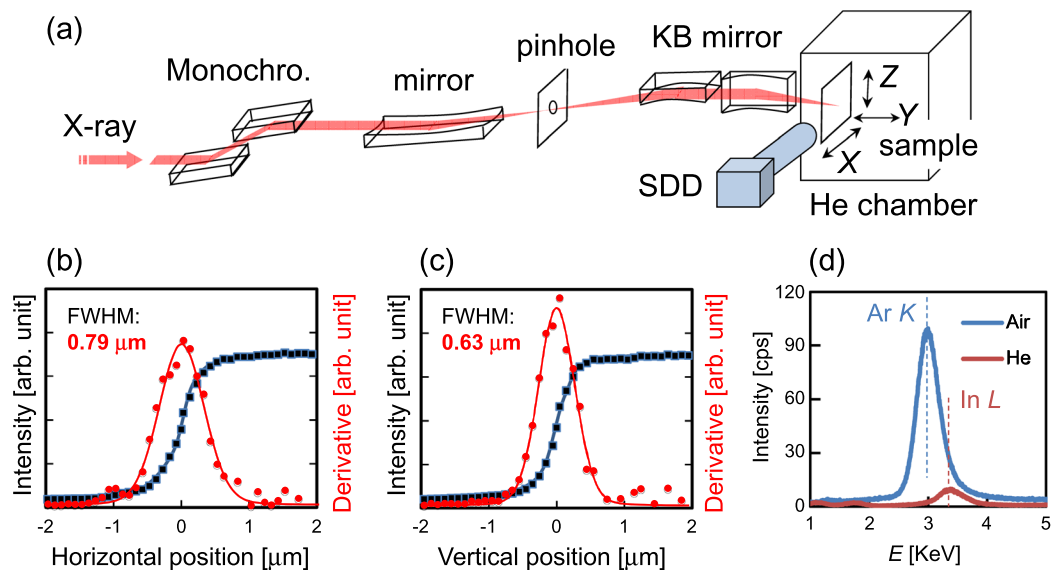 (a)
Monochro.
mirror
pinhole
KB mirror
X-ray
Z
Y
X
sample
SDD
He chamber
(b)
Intensity [arb. unit]
FWHM:
0.79 μm
Derivative [arb. unit]
-2 -1 0 1 2
Horizontal position [μm]
(c)
Intensity [arb. unit]
FWHM:
0.63 μm
Derivative [arb. unit]
-2 -1 0 1 2
Vertical position [μm]
(d)
Intensity [cps]
120
90
60
30
0
Ar K
Air
He
In L
1 2 3 4 5
E [KeV]